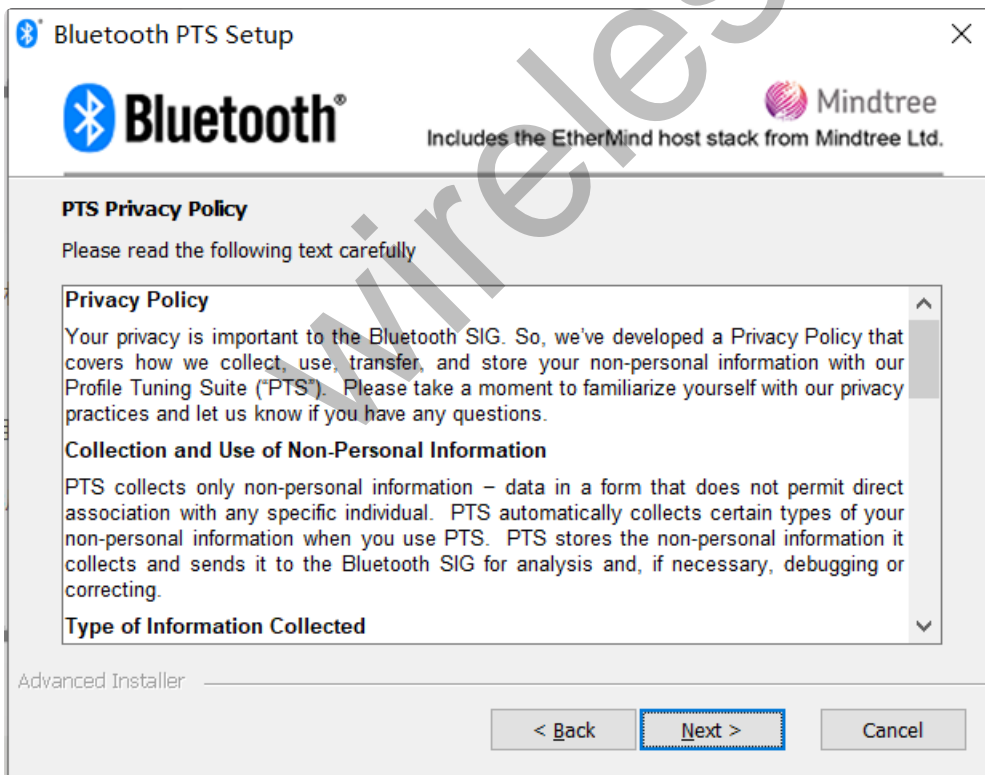 Bluetooth PTS Setup
Bluetooth®
Mindtree
Includes the EtherMind host stack from Mindtree Ltd.
PTS Privacy Policy
Please read the following text carefully
Privacy Policy
Your privacy is important to the Bluetooth SIG. So, we've developed a Privacy Policy that
covers how we collect, use, transfer, and store your non-personal information with our
Profile Tuning Suite (“PTS”). Please take a moment to familiarize yourself with our privacy
practices and let us know if you have any questions.
Collection and Use of Non-Personal Information
PTS collects only non-personal information – data in a form that does not permit direct
association with any specific individual. PTS automatically collects certain types of your
non-personal information when you use PTS. PTS stores the non-personal information it
collects and sends it to the Bluetooth SIG for analysis and, if necessary, debugging or
correcting.
Type of Information Collected
Advanced Installer
< Back
Next >
Cancel
wireles